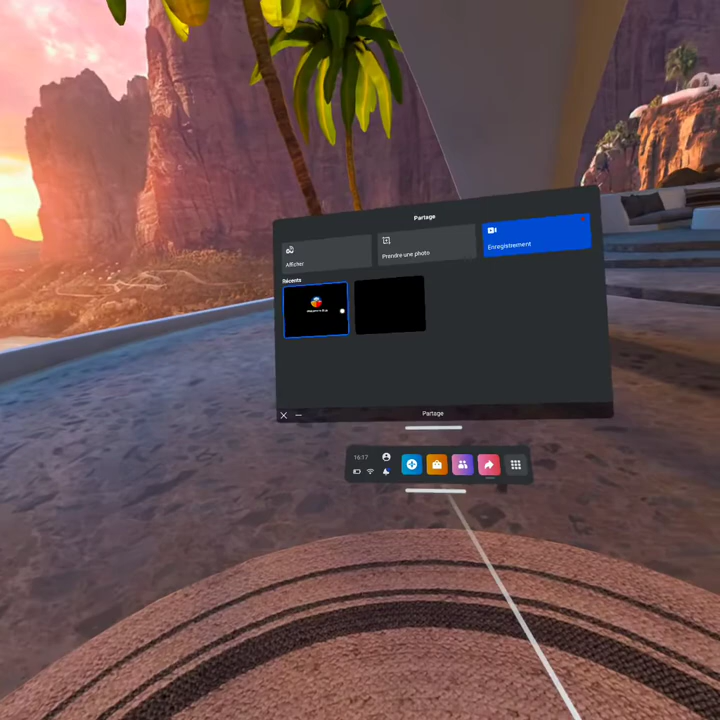 Partage
Afficher
Prendre une photo
Enregistrement
Récents
Partage
16:17